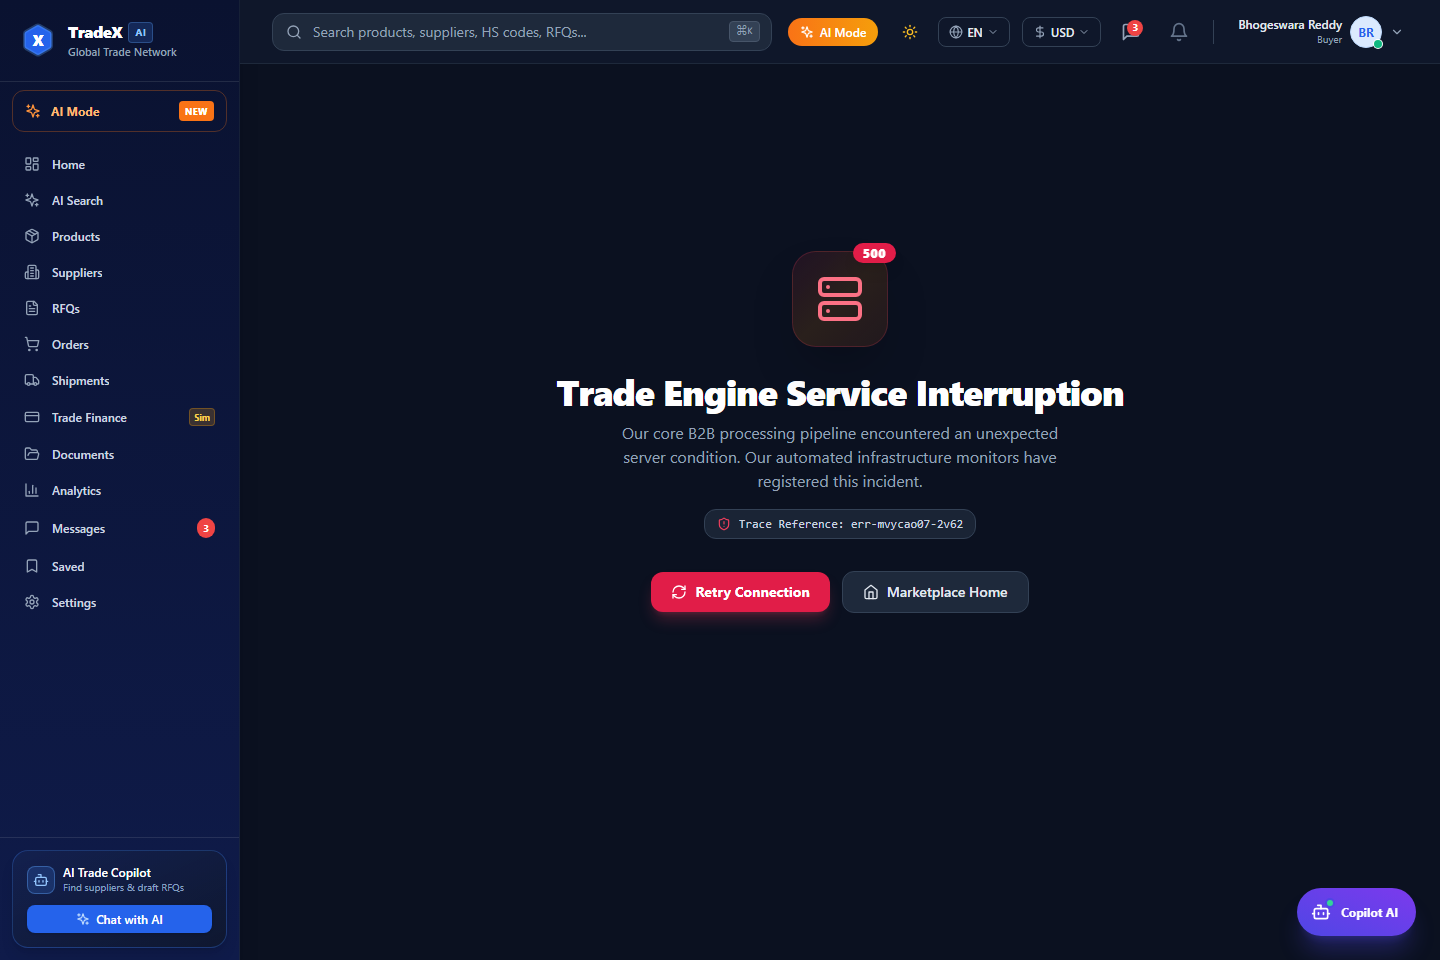 X
TradeX AI
Global Trade Network
AI Mode NEW
Home
AI Search
Products
Suppliers
RFQs
Orders
Shipments
Trade Finance Sim
Documents
Analytics
Messages 3
Saved
Settings
AI Trade Copilot
Find suppliers & draft RFQs
Chat with AI
Search products, suppliers, HS codes, RFQs... ⌘K
AI Mode
EN
$ USD
3
Bhogeswara Reddy
Buyer
BR
500
Trade Engine Service Interruption
Our core B2B processing pipeline encountered an unexpected
server condition. Our automated infrastructure monitors have
registered this incident.
Trace Reference: err-mvycao07-2v62
Retry Connection
Marketplace Home
Copilot AI